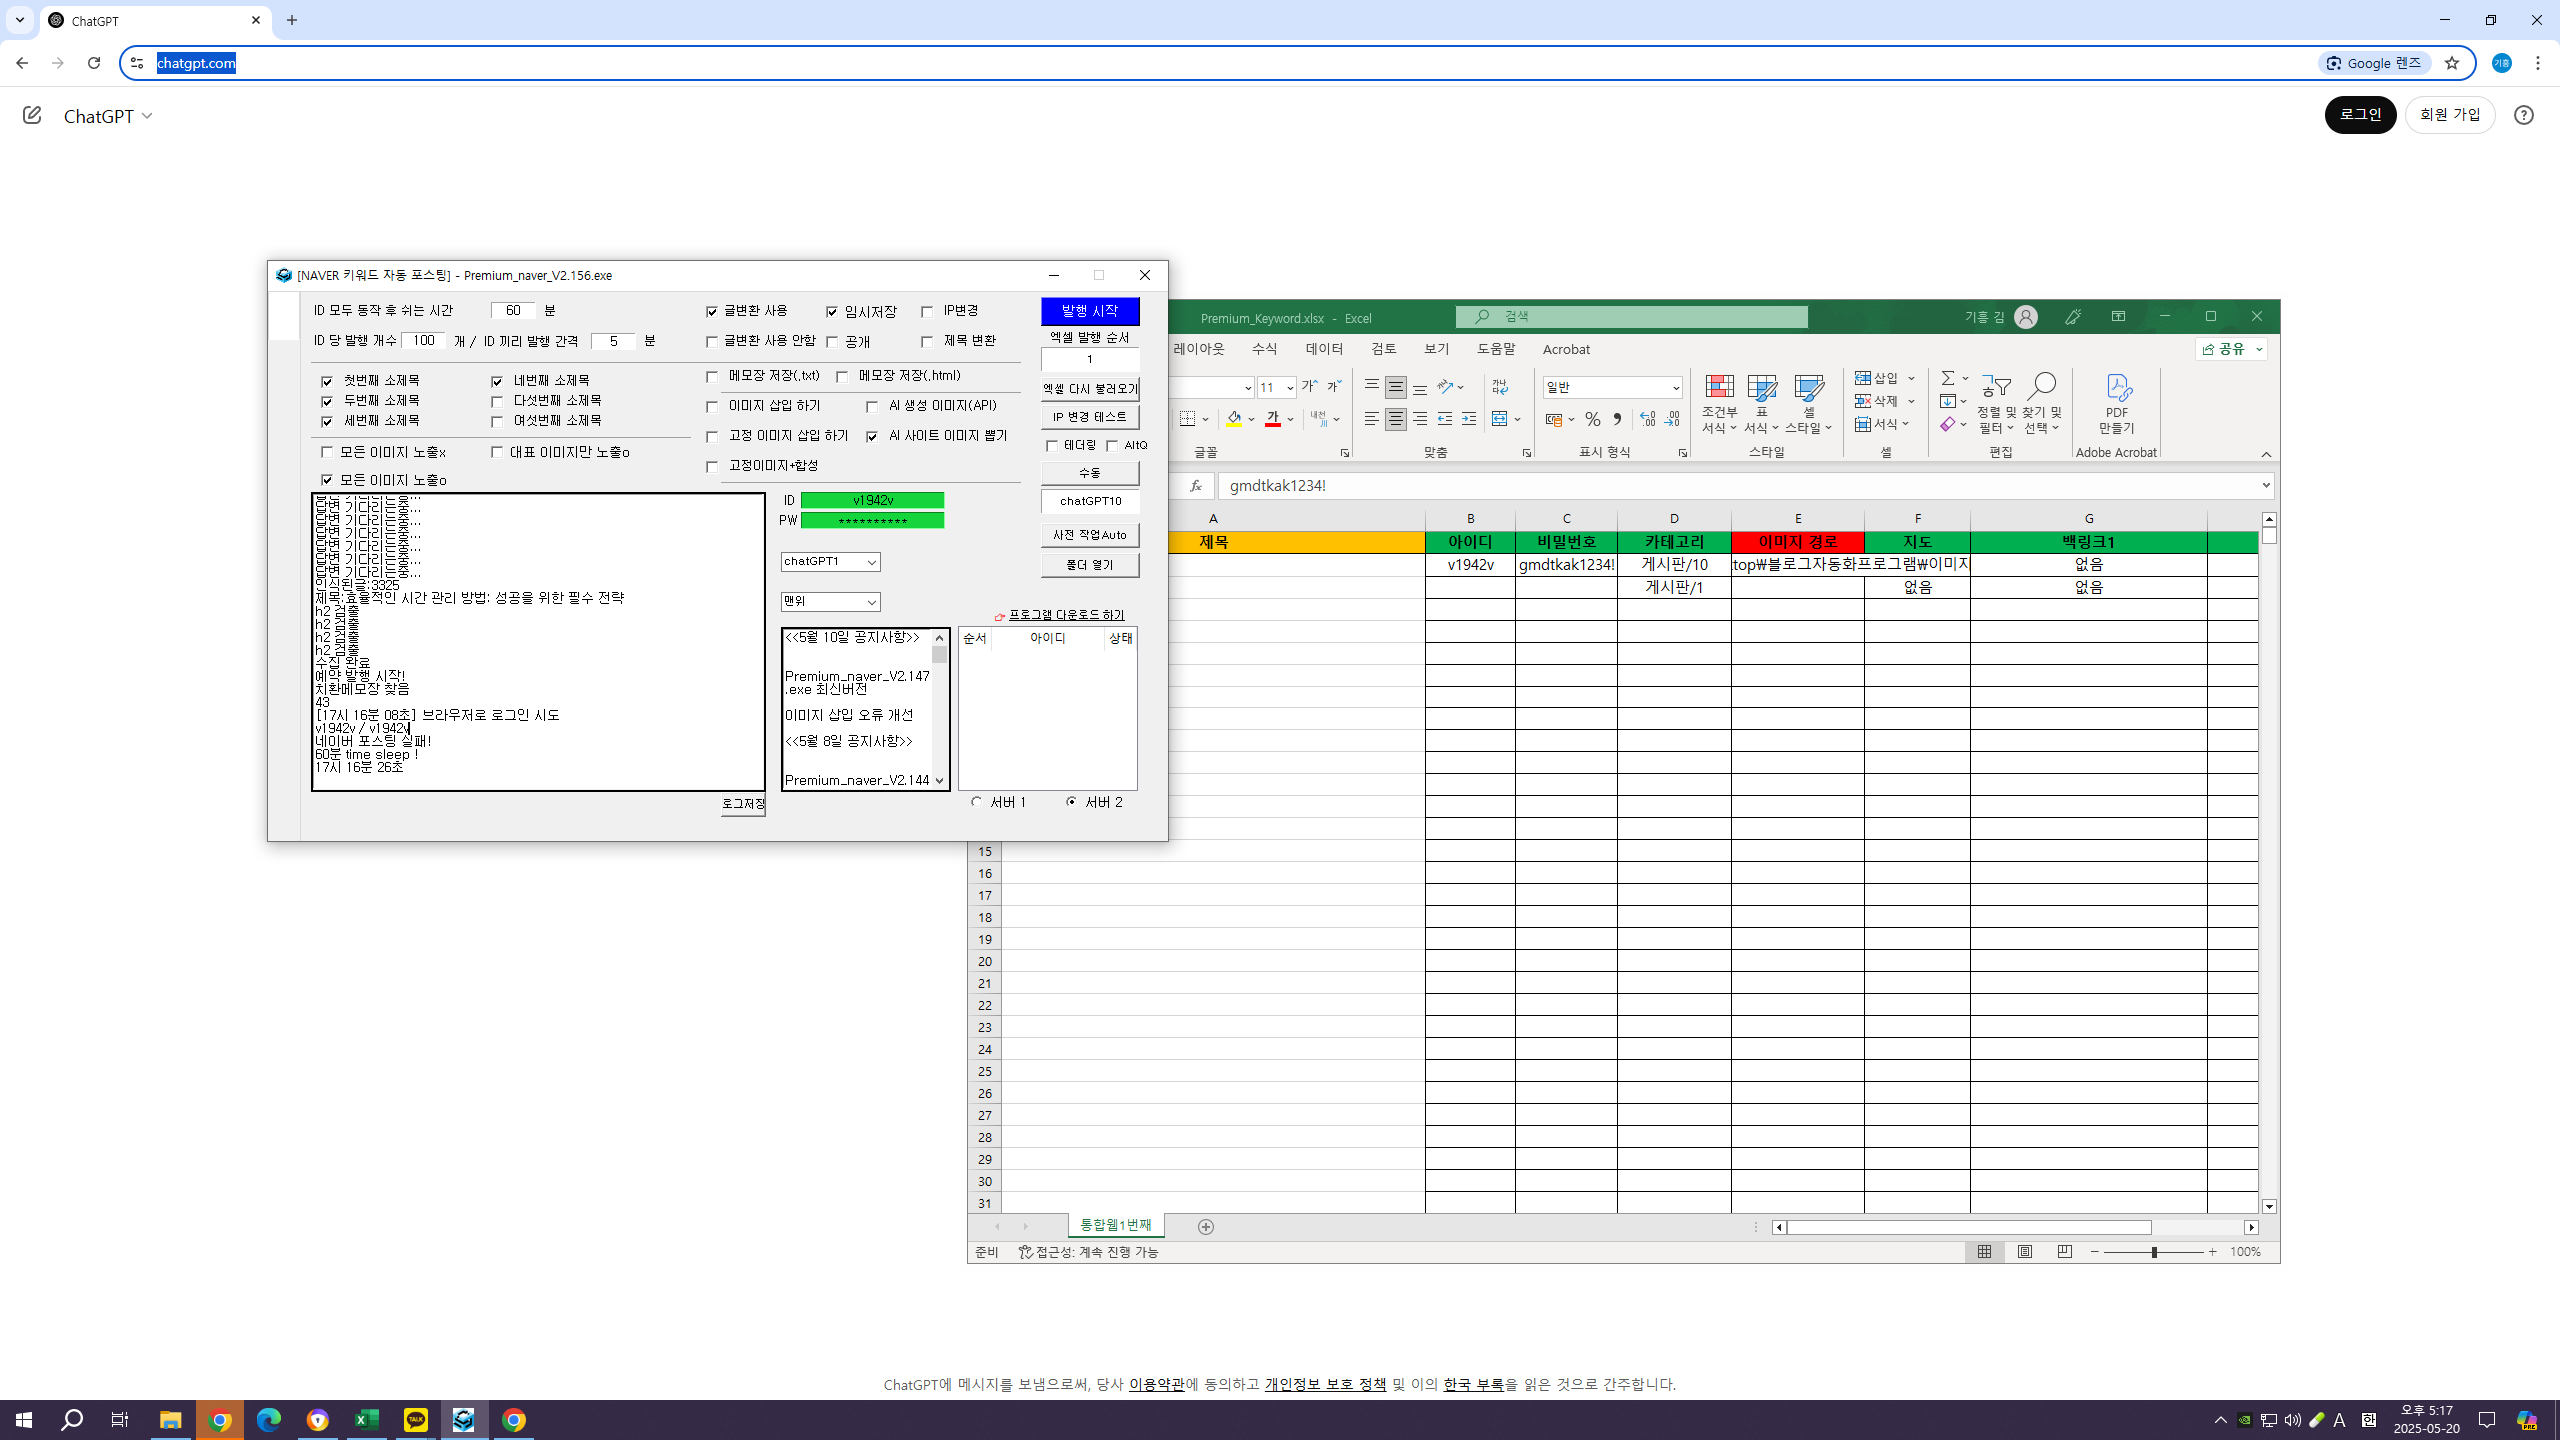 ChatGPT
chatgpt.com
Google 렌즈
기흥
ChatGPT
로그인
회원 가입
[NAVER 키워드 자동 포스팅] - Premium_naver_V2.156.exe
ID 모두 동작 후 쉬는 시간
60
분
글변환 사용
임시저장
IP변경
발행 시작
ID 당 발행 개수
100
개 /
ID 끼리 발행 간격
5
분
글변환 사용 안함
공개
제목 변환
엑셀 발행 순서
1
첫번째 소제목
네번째 소제목
메모장 저장(.txt)
메모장 저장(.html)
엑셀 다시 불러오기
두번째 소제목
다섯번째 소제목
이미지 삽입 하기
AI 생성 이미지(API)
IP 변경 테스트
세번째 소제목
여섯번째 소제목
고정 이미지 삽입 하기
AI 사이트 이미지 뽑기
테더링
AltQ
모든 이미지 노출x
대표 이미지만 노출o
고정이미지+합성
수동
모든 이미지 노출o
chatGPT10
답변 기다리는중...
답변 기다리는중...
답변 기다리는중...
답변 기다리는중...
답변 기다리는중...
답변 기다리는중...
인식된글:3325
제목:효율적인 시간 관리 방법: 성공을 위한 필수 전략
h2 검출
h2 검출
h2 검출
h2 검출
수집 완료
예약 발행 시작!
치환메모장 찾음
43
[17시 16분 08초] 브라우저로 로그인 시도
v1942v / v1942v
네이버 포스팅 실패!
60분 time sleep !
17시 16분 26초
로그저장
ID
v1942v
PW
**********
사전 작업Auto
chatGPT1
폴더 열기
맨위
프로그램 다운로드 하기
<<5월 10일 공지사항>>
Premium_naver_V2.147
.exe 최신버전
이미지 삽입 오류 개선
<<5월 8일 공지사항>>
Premium_naver_V2.144
순서
아이디
상태
서버 1
서버 2
Premium_Keyword.xlsx - Excel
검색
기흥 김
레이아웃
수식
데이터
검토
보기
도움말
Acrobat
공유
11
일반
글꼴
맞춤
표시 형식
조건부
서식
표
서식
셀
스타일
스타일
삽입
삭제
서식
셀
정렬 및
필터
찾기 및
선택
편집
PDF
만들기
Adobe Acrobat
fx
gmdtkak1234!
A
B
C
D
E
F
G
제목
아이디
비밀번호
카테고리
이미지 경로
지도
백링크1
v1942v
gmdtkak1234!
게시판/10
top₩블로그자동화프로그램₩이미지
없음
게시판/1
없음
없음
15
16
17
18
19
20
21
22
23
24
25
26
27
28
29
30
31
통합웹1번째
준비
접근성: 계속 진행 가능
100%
ChatGPT에 메시지를 보냄으로써, 당사 이용약관에 동의하고 개인정보 보호 정책 및 이의 한국 부록을 읽은 것으로 간주합니다.
TALK
A
한
오후 5:17
2025-05-20
PRE